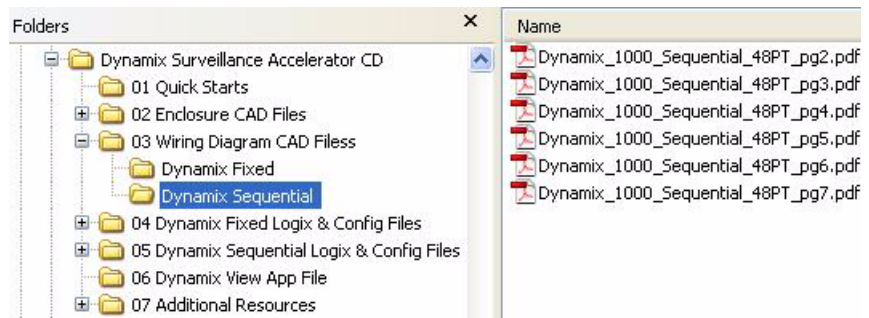 Folders
Dynamix Surveillance Accelerator CD
01 Quick Starts
02 Enclosure CAD Files
03 Wiring Diagram CAD Filess
Dynamix Fixed
Dynamix Sequential
04 Dynamix Fixed Logix & Config Files
05 Dynamix Sequential Logix & Config Files
06 Dynamix View App File
07 Additional Resources
Name
Dynamix_1000_Sequential_48PT_pg2.pdf
Dynamix_1000_Sequential_48PT_pg3.pdf
Dynamix_1000_Sequential_48PT_pg4.pdf
Dynamix_1000_Sequential_48PT_pg5.pdf
Dynamix_1000_Sequential_48PT_pg6.pdf
Dynamix_1000_Sequential_48PT_pg7.pdf